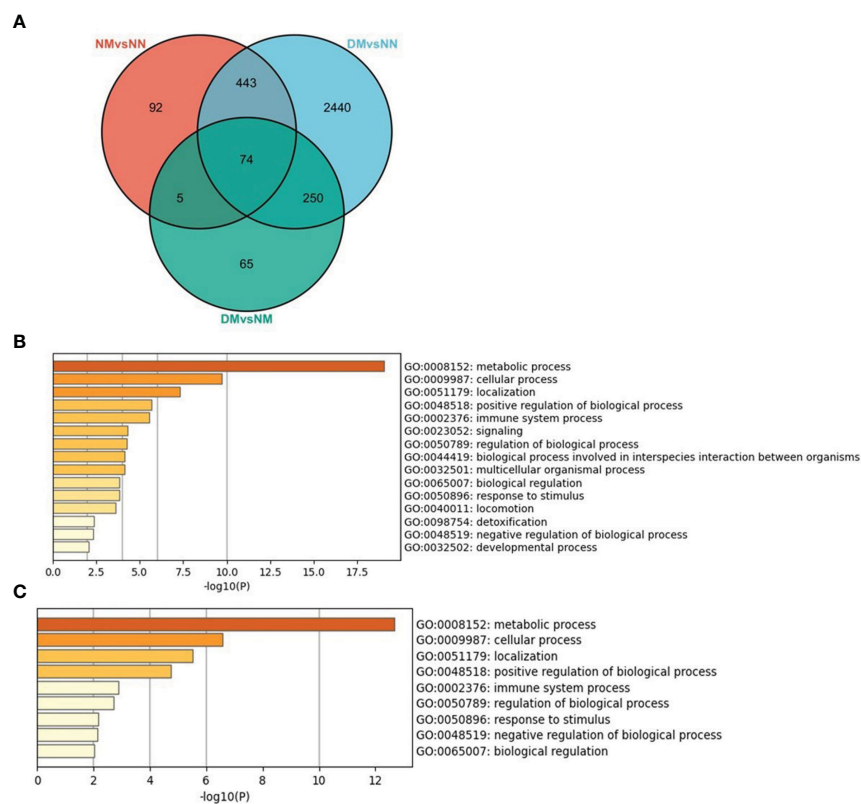 A
NMvsNN
DMvsNN
443
92
2440
74
5
250
65
DMvsNM
B
GO:0008152: metabolic process
GO:0009987: cellular process
GO:0051179: localization
GO:0048518: positive regulation of biological process
GO:0002376: immune system process
GO:0023052: signaling
GO:0050789: regulation of biological process
GO:0044419: biological process involved in interspecies interaction between organisms
GO:0032501: multicellular organismal process
GO:0065007: biological regulation
GO:0050896: response to stimulus
GO:0040011: locomotion
GO:0098754: detoxification
GO:0048519: negative regulation of biological process
GO:0032502: developmental process
0.0 2.5 5.0 7.5 10.0 12.5 15.0 17.5
-log10(P)
C
GO:0008152: metabolic process
GO:0009987: cellular process
GO:0051179: localization
GO:0048518: positive regulation of biological process
GO:0002376: immune system process
GO:0050789: regulation of biological process
GO:0050896: response to stimulus
GO:0048519: negative regulation of biological process
GO:0065007: biological regulation
0 2 4 6 8 10 12
-log10(P)